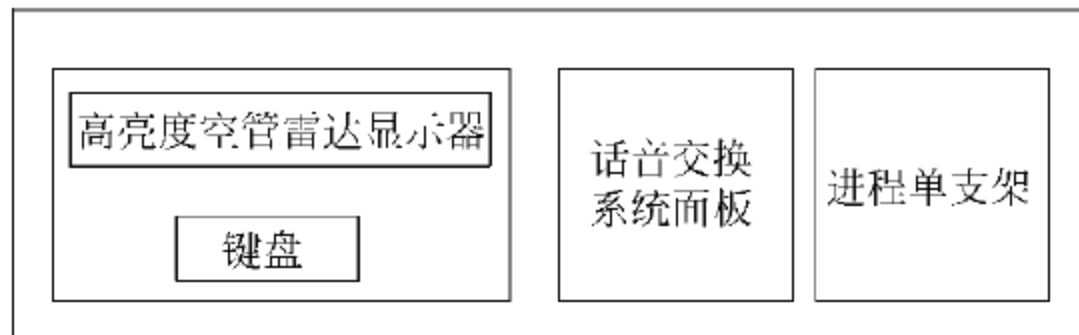 高亮度空管雷达显示器
键盘
话音交换
系统面板
进程单支架